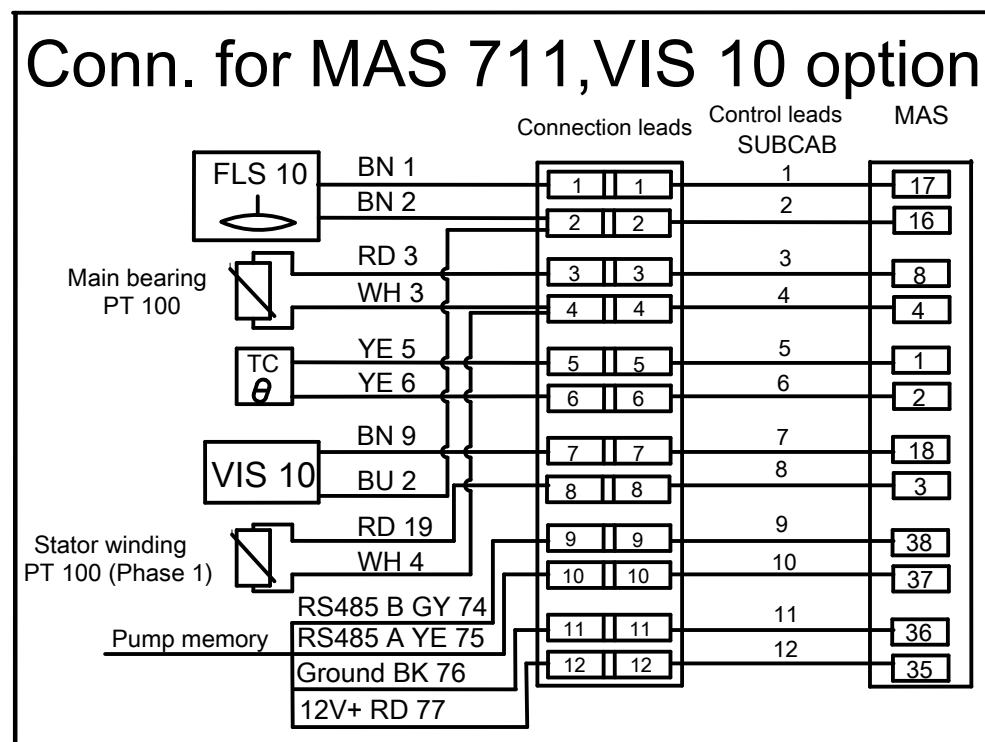 Conn. for MAS 711,VIS 10 option
Connection leads
Control leads
SUBCAB
MAS
FLS 10
BN 1
1 1
1
17
BN 2
2 2
2
16
Main bearing
PT 100
RD 3
3 3
3
8
WH 3
4 4
4
4
TC
θ
YE 5
5 5
5
1
YE 6
6 6
6
2
VIS 10
BN 9
7 7
7
18
BU 2
8 8
8
3
Stator winding
PT 100 (Phase 1)
RD 19
9 9
9
38
WH 4
10 10
10
37
Pump memory
RS485 B GY 74
RS485 A YE 75
11 11
11
36
Ground BK 76
12 12
12
35
12V+ RD 77